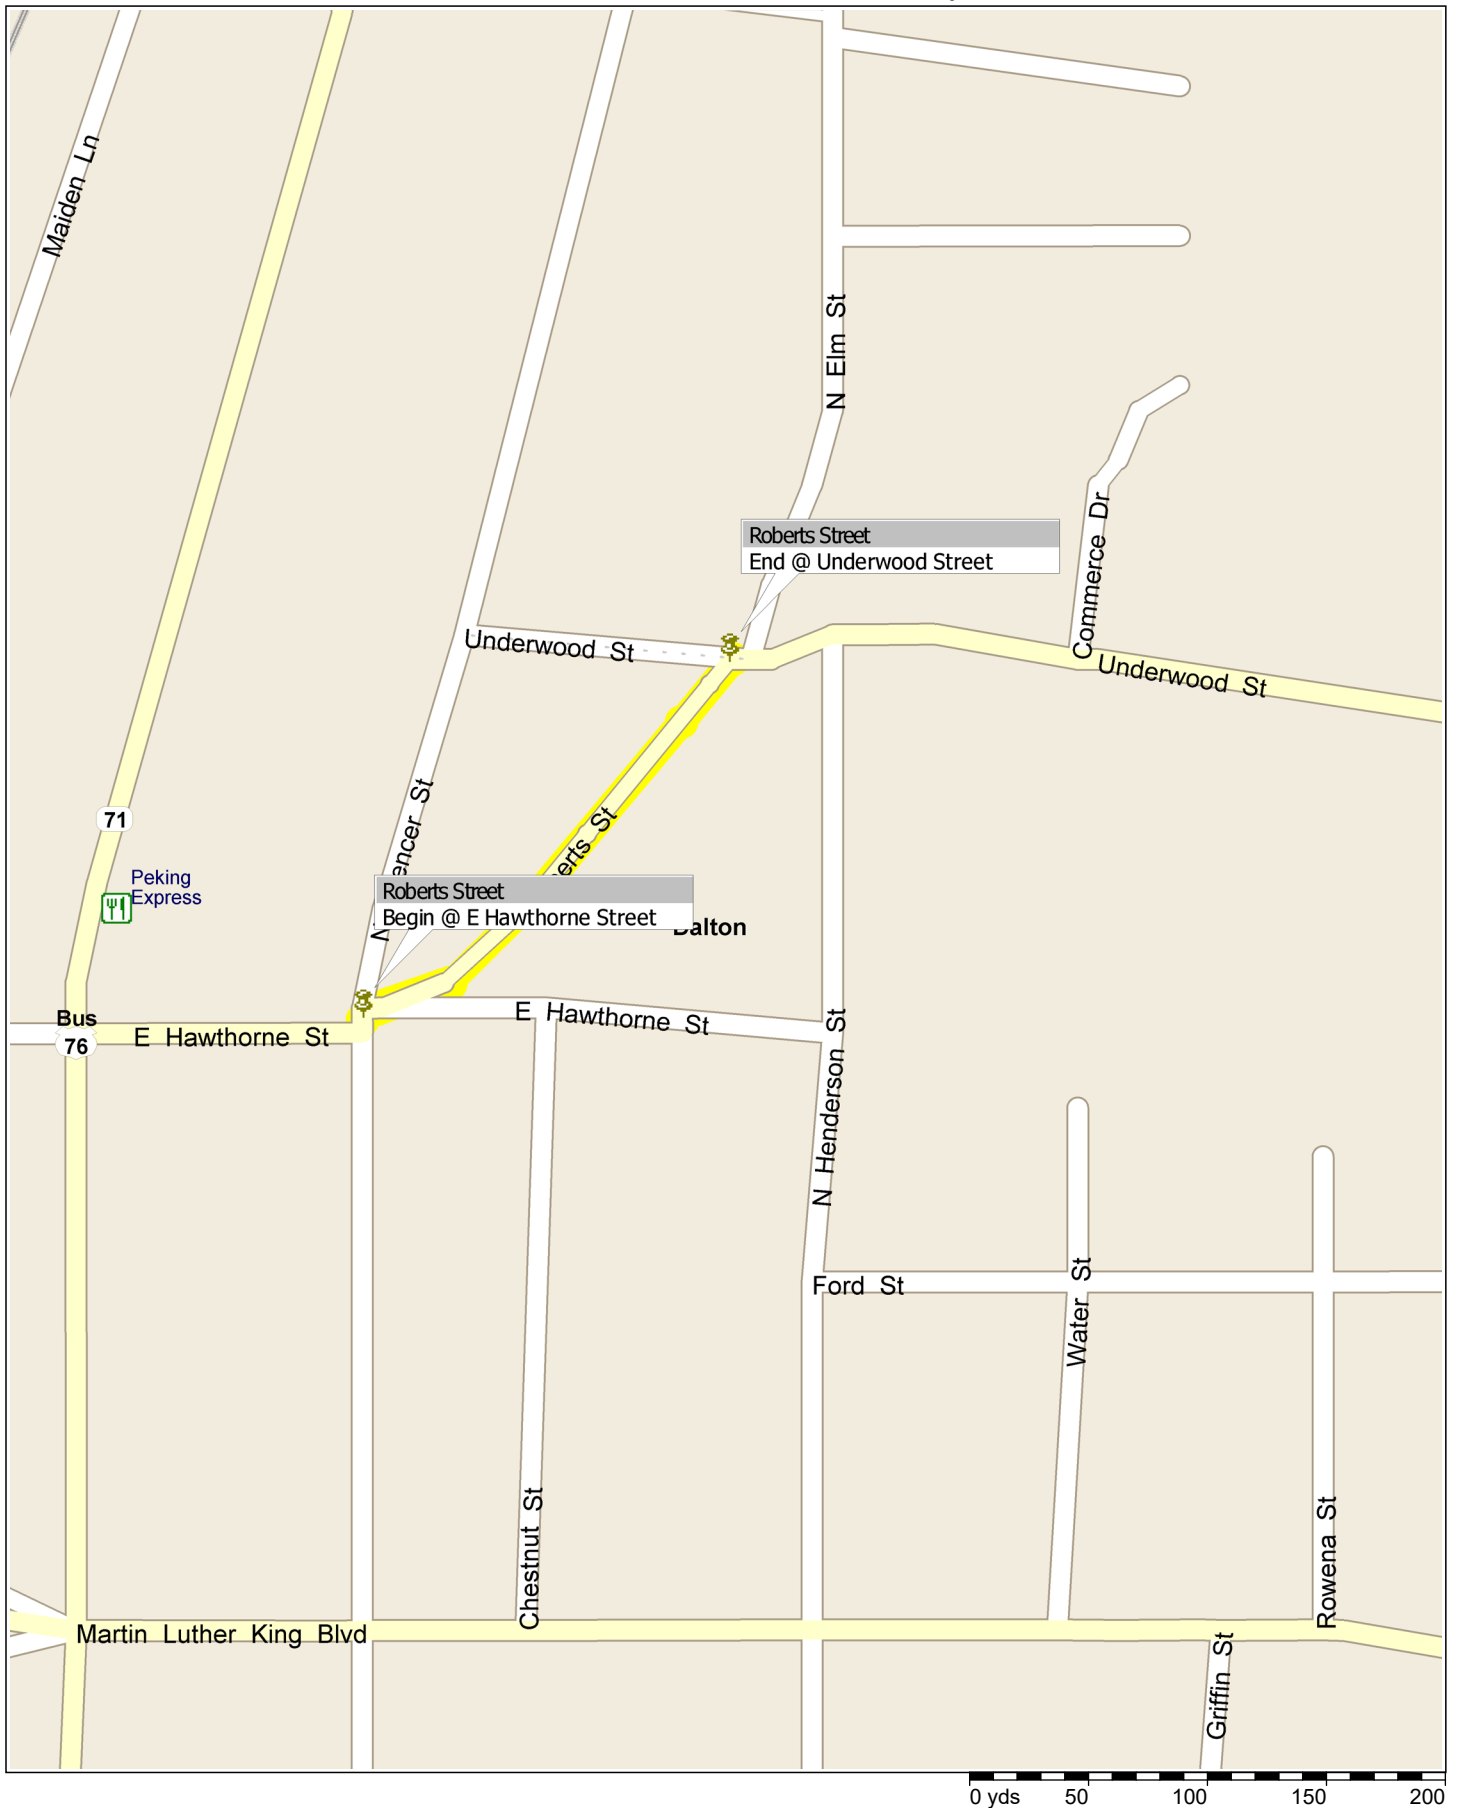 Maiden Ln
N Elm St
Commerce Dr
Roberts Street
End @ Underwood Street
Underwood St
Underwood St
St
71
Peking
Express
Roberts Street
Begin @ E Hawthorne Street
Dalton
Bus
76
E Hawthorne St
E Hawthorne St
N Henderson St
Ford St
Water St
Chestnut St
Rowena St
Martin Luther King Blvd
Griffin St
0 yds 50 100 150 200